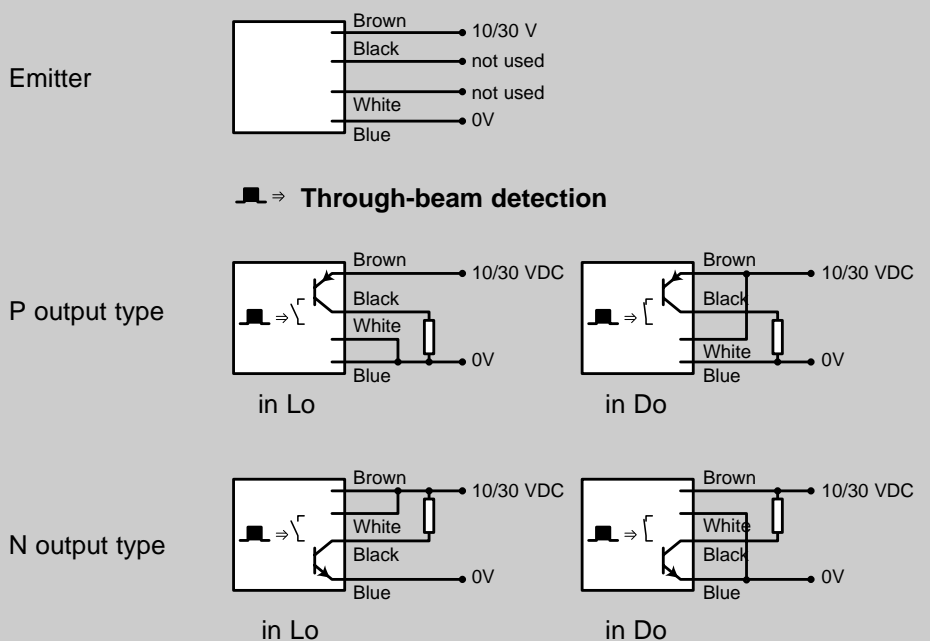 Emitter
Brown
10/30 V
Black
not used
not used
White
0V
Blue
Through-beam detection
P output type
Brown
10/30 VDC
Black
White
0V
Blue
in Lo
Brown
10/30 VDC
Black
White
0V
Blue
in Do
N output type
Brown
10/30 VDC
White
Black
0V
Blue
in Lo
Brown
10/30 VDC
White
Black
0V
Blue
in Do